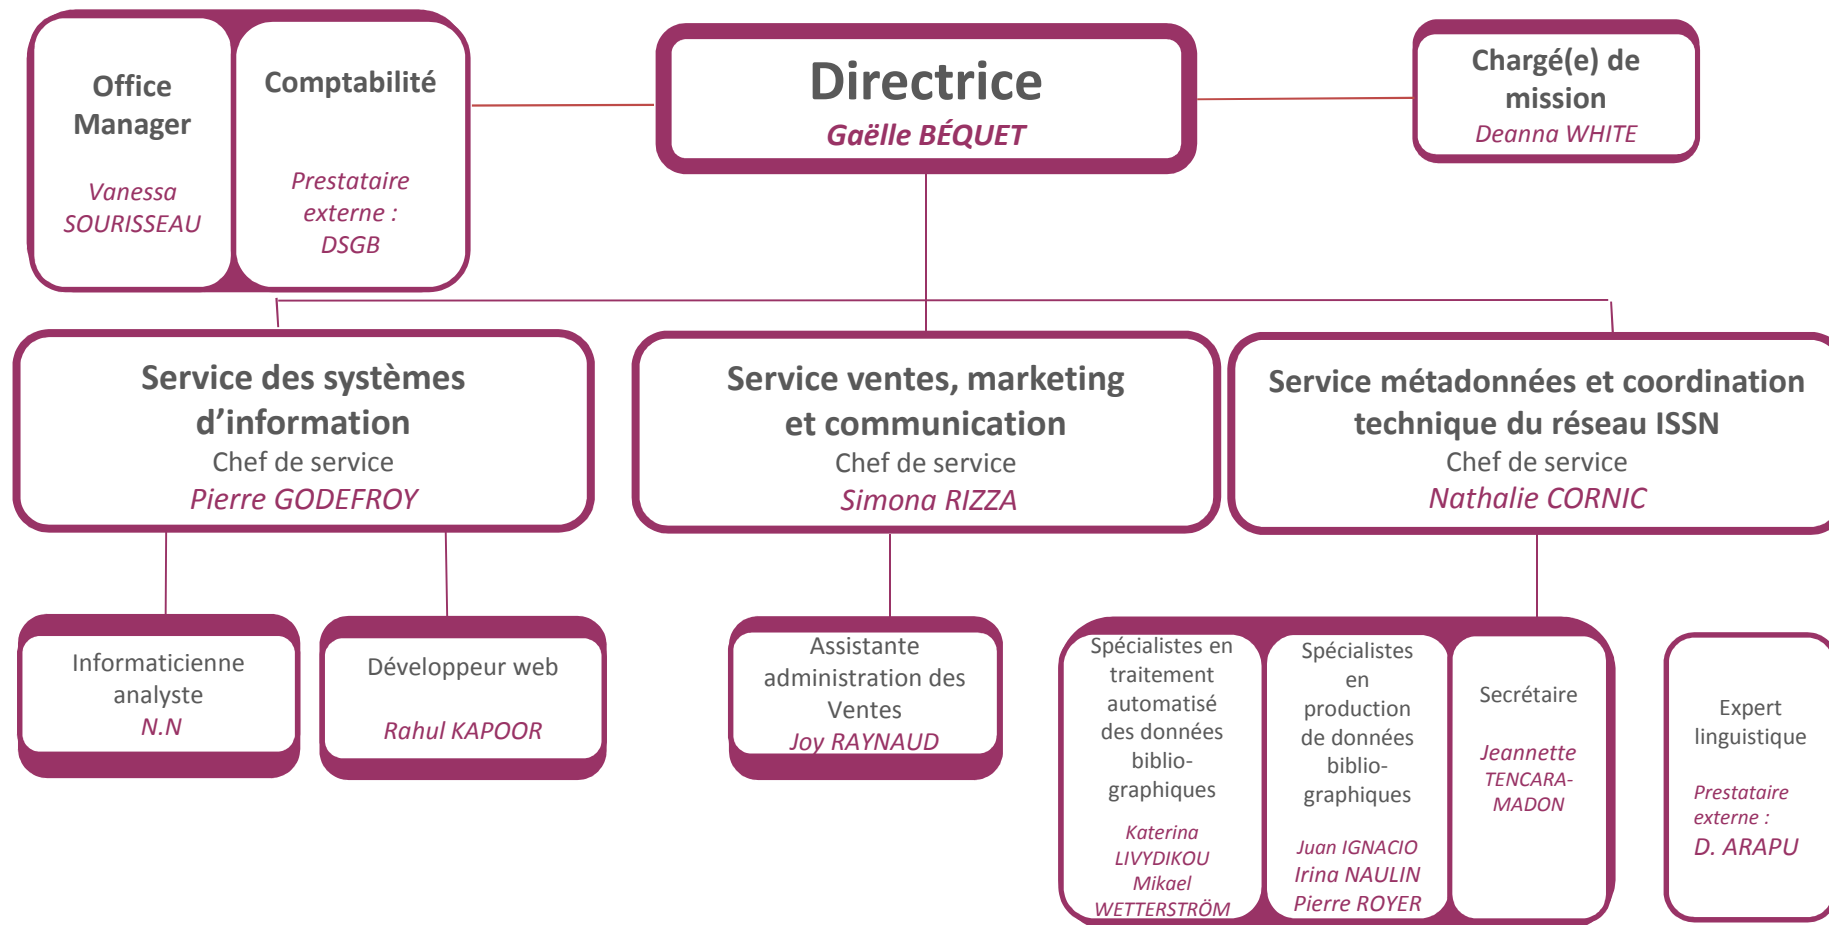 Office
Manager
Vanessa
SOURISSEAU
Comptabilité
Prestataire
externe :
DSGB
Directrice
Gaëlle BÉQUET
Chargé(e) de
mission
Deanna WHITE
Service des systèmes
d’information
Chef de service
Pierre GODEFROY
Service ventes, marketing
et communication
Chef de service
Simona RIZZA
Service métadonnées et coordination
technique du réseau ISSN
Chef de service
Nathalie CORNIC
Informaticienne
analyste
N.N
Développeur web
Rahul KAPOOR
Assistante
administration des
Ventes
Joy RAYNAUD
Spécialistes en
traitement
automatisé
des données
biblio-
graphiques
Katerina
LIVYDIKOU
Mikael
WETTERSTRÖM
Spécialistes
en
production
de données
biblio-
graphiques
Juan IGNACIO
Irina NAULIN
Pierre ROYER
Secrétaire
Jeannette
TENCARA-
MADON
Expert
linguistique
Prestataire
externe :
D. ARAPU